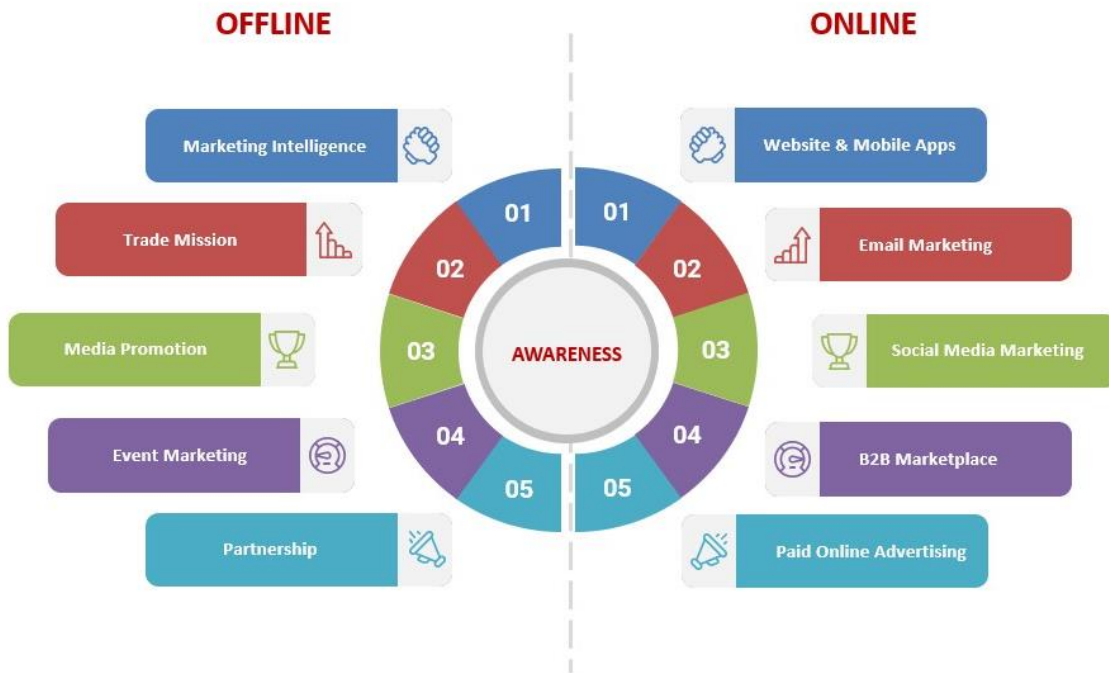 OFFLINE
Marketing Intelligence
01
Trade Mission
02
Media Promotion
03
Event Marketing
04
Partnership
05
AWARENESS
ONLINE
01
Website & Mobile Apps
02
Email Marketing
03
Social Media Marketing
04
B2B Marketplace
05
Paid Online Advertising